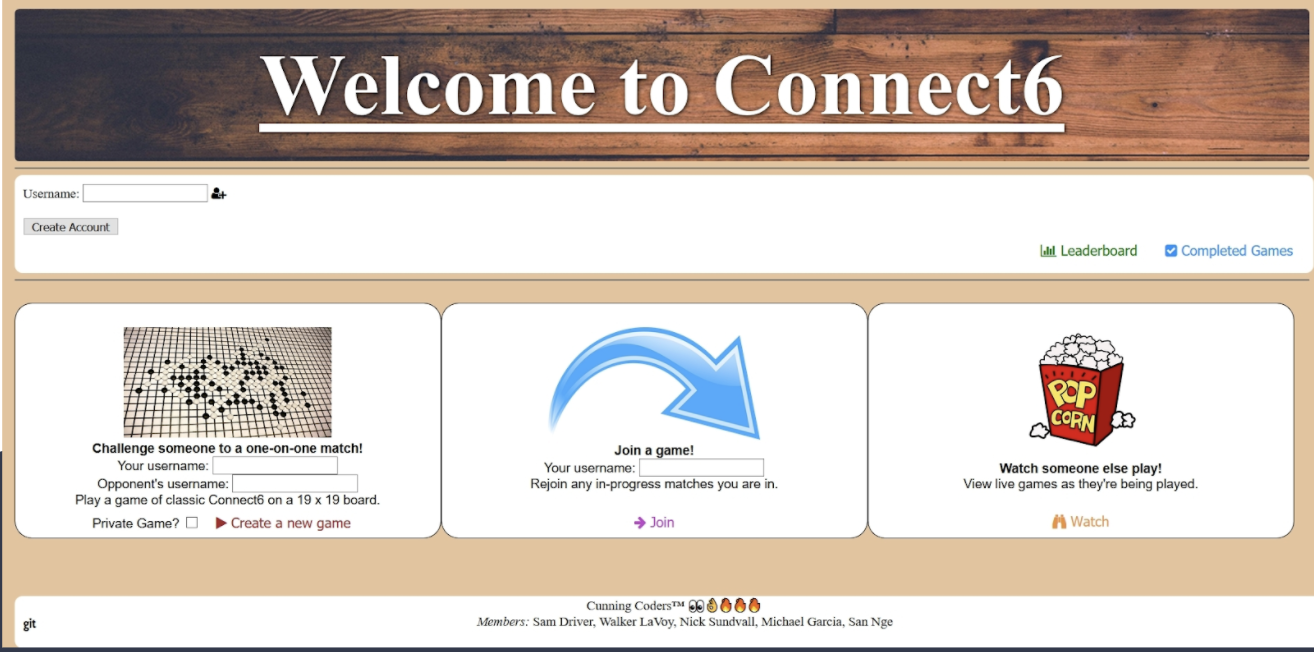 Welcome to Connect6
Username:
Create Account
Leaderboard
Completed Games
Challenge someone to a one-on-one match!
Your username:
Opponent's username:
Play a game of classic Connect6 on a 19 x 19 board.
Private Game?
Create a new game
Join a game!
Your username:
Rejoin any in-progress matches you are in.
Join
POP
CORN
Watch someone else play!
View live games as they're being played.
Watch
Cunning Coders™ 👀👌🔥🔥🔥
git
Members: Sam Driver, Walker LaVoy, Nick Sundvall, Michael Garcia, San Nge